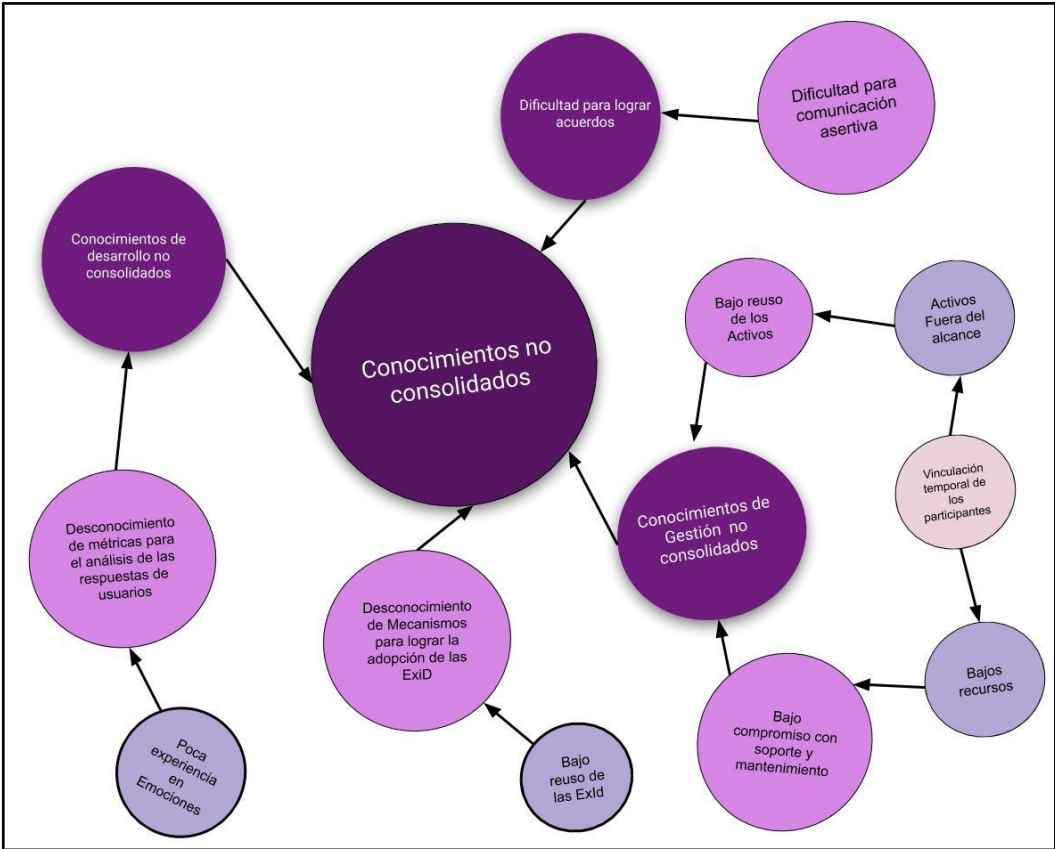 Dificultad para lograr
acuerdos
Dificultad para
comunicación
asertiva
Conocimientos de
desarrollo no
consolidados
Conocimientos no
consolidados
Bajo reuso
de los
Activos
Activos
Fuera del
alcance
Vinculación
temporal de
los
participantes
Conocimientos de
Gestión no
consolidados
Desconocimiento
de métricas para
el análisis de las
respuestas de
usuarios
Desconocimiento
de Mecanismos
para lograr la
adopción de las
ExiD
Bajos
recursos
Bajo
compromiso con
soporte y
mantenimiento
Poca
experiencia
en
Emociones
Bajo
reuso de
las ExId